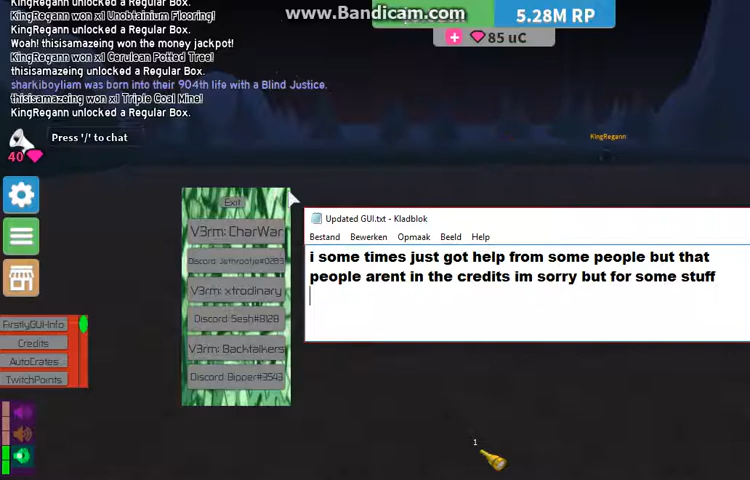 KingRegann unlocked a Regular Box.
www.Bandicam.com
KingRegann won x1 Unobtainium Flooring!
5.28M RP
KingRegann unlocked a Regular Box.
85 uC
Woah! thisisamazeing won the money jackpot!
KingRegann won x1 Cerulean Potted Tree!
thisisamazeing unlocked a Regular Box.
sharkiboyliam was born into their 904th life with a Blind Justice.
thisisamazeing won x1 Triple Coal Mine!
KingRegann unlocked a Regular Box.
Press '/' to chat
KingRegann
40
Exit
V3rm: CharWar
Discord: Jethrootje#0283
V3rm: xtrodinary
Discord: Sesh#8128
V3rm: Backtalkers
Discord: Bipper#3543
Updated GUI.txt - Kladblok
Bestand Bewerken Opmaak Beeld Help
i some times just got help from some people but that
people arent in the credits im sorry but for some stuff
FirstlyGUI-Info
Credits
AutoCrates
TwitchPoints
1